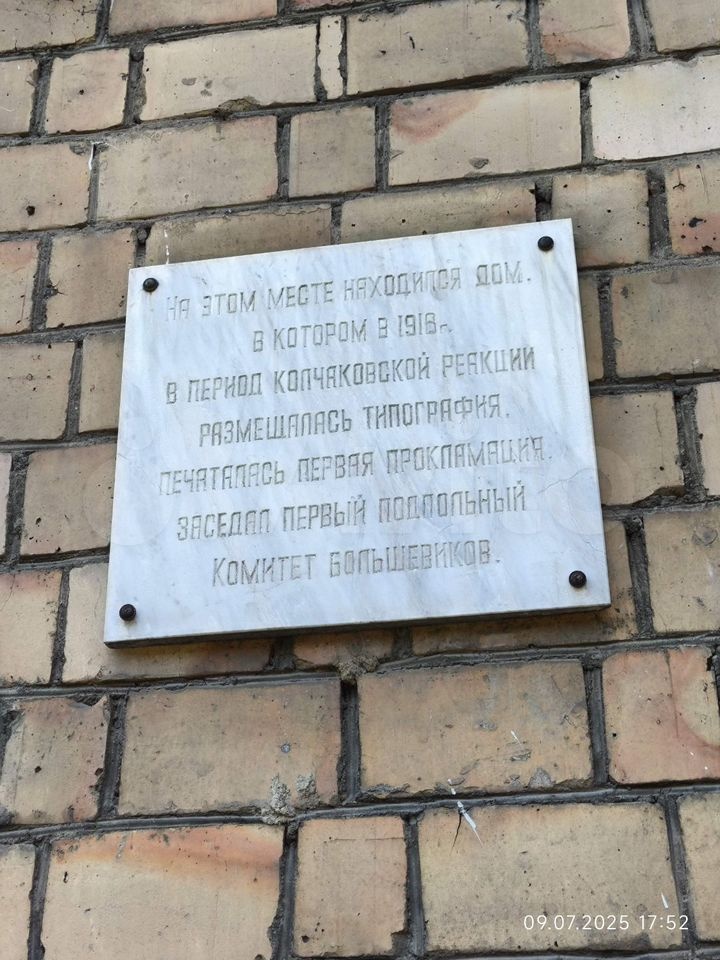 На этом месте находился дом,
в котором в 1918г.
в период колчаковской реакции
размещалась типография,
печаталась первая прокламация,
заседал первый подпольный
комитет большевиков.
09.07.2025 17:52